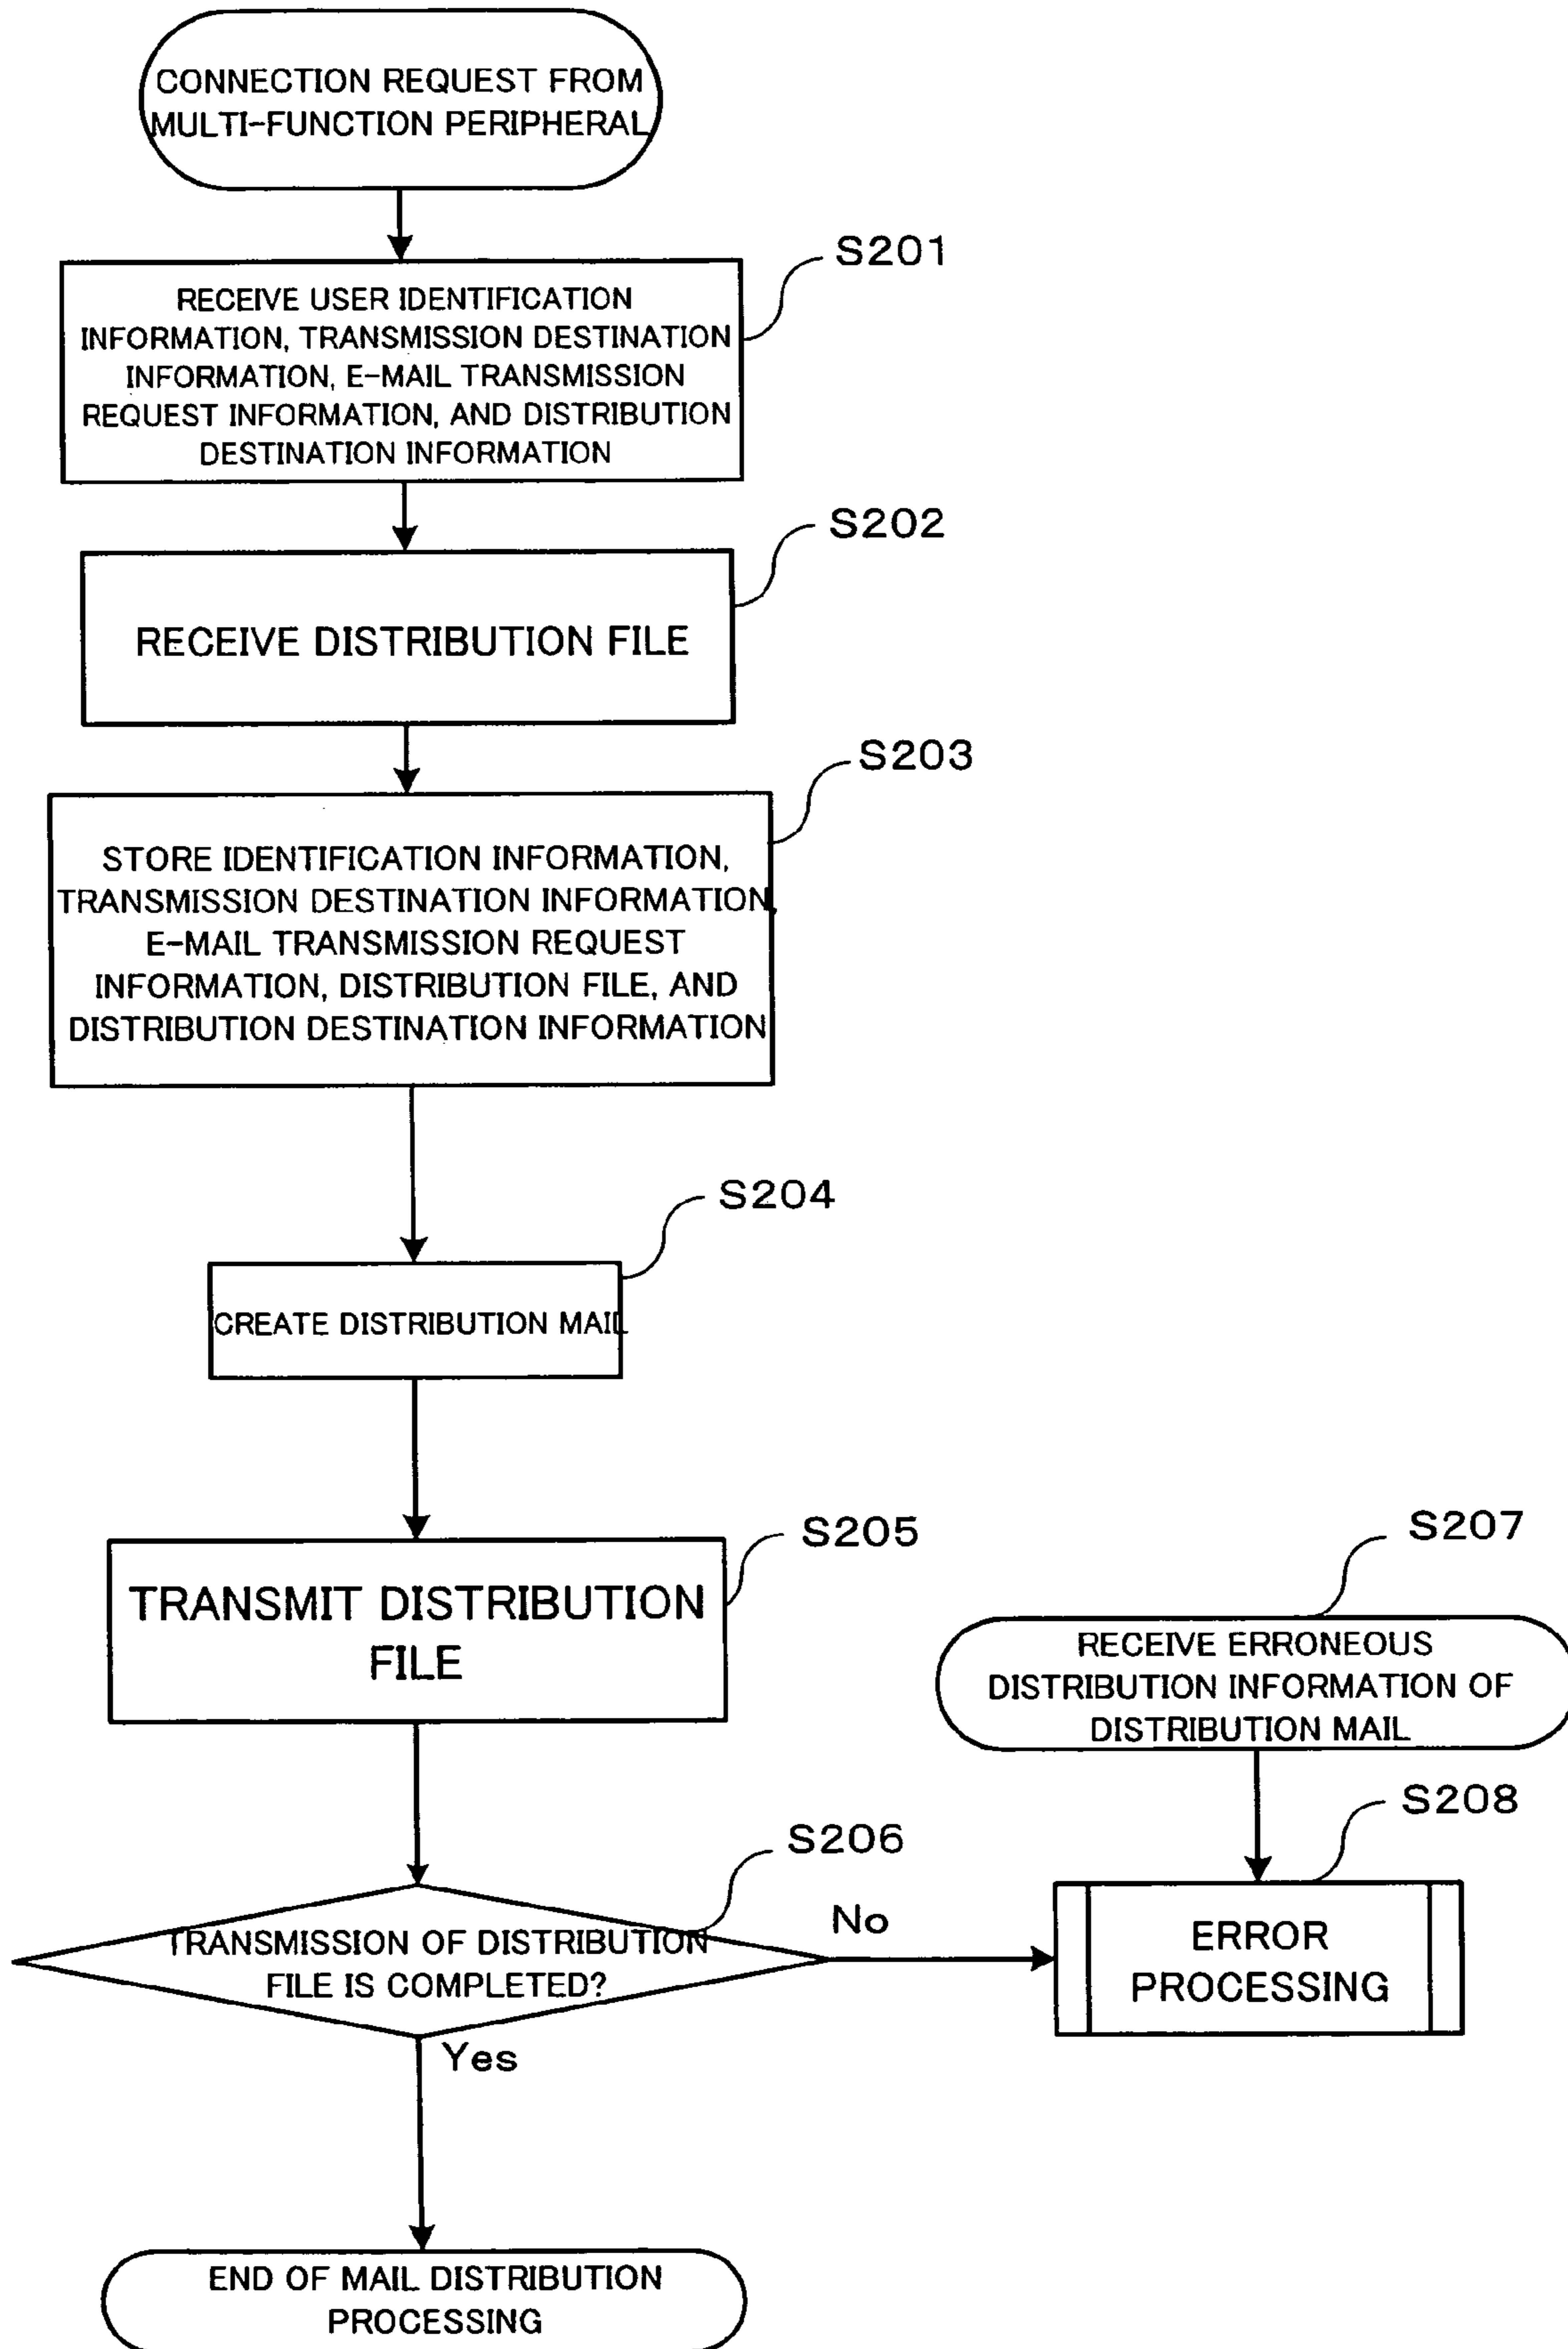 CONNECTION REQUEST FROM
MULTI-FUNCTION PERIPHERAL
S201
RECEIVE USER IDENTIFICATION
INFORMATION, TRANSMISSION DESTINATION
INFORMATION, E-MAIL TRANSMISSION
REQUEST INFORMATION, AND DISTRIBUTION
DESTINATION INFORMATION
S202
RECEIVE DISTRIBUTION FILE
S203
STORE IDENTIFICATION INFORMATION,
TRANSMISSION DESTINATION INFORMATION,
E-MAIL TRANSMISSION REQUEST
INFORMATION, DISTRIBUTION FILE, AND
DISTRIBUTION DESTINATION INFORMATION
S204
CREATE DISTRIBUTION MAIL
S205
TRANSMIT DISTRIBUTION
FILE
S207
RECEIVE ERRONEOUS
DISTRIBUTION INFORMATION OF
DISTRIBUTION MAIL
S208
ERROR
PROCESSING
S206
TRANSMISSION OF DISTRIBUTION
FILE IS COMPLETED?
No
Yes
END OF MAIL DISTRIBUTION
PROCESSING